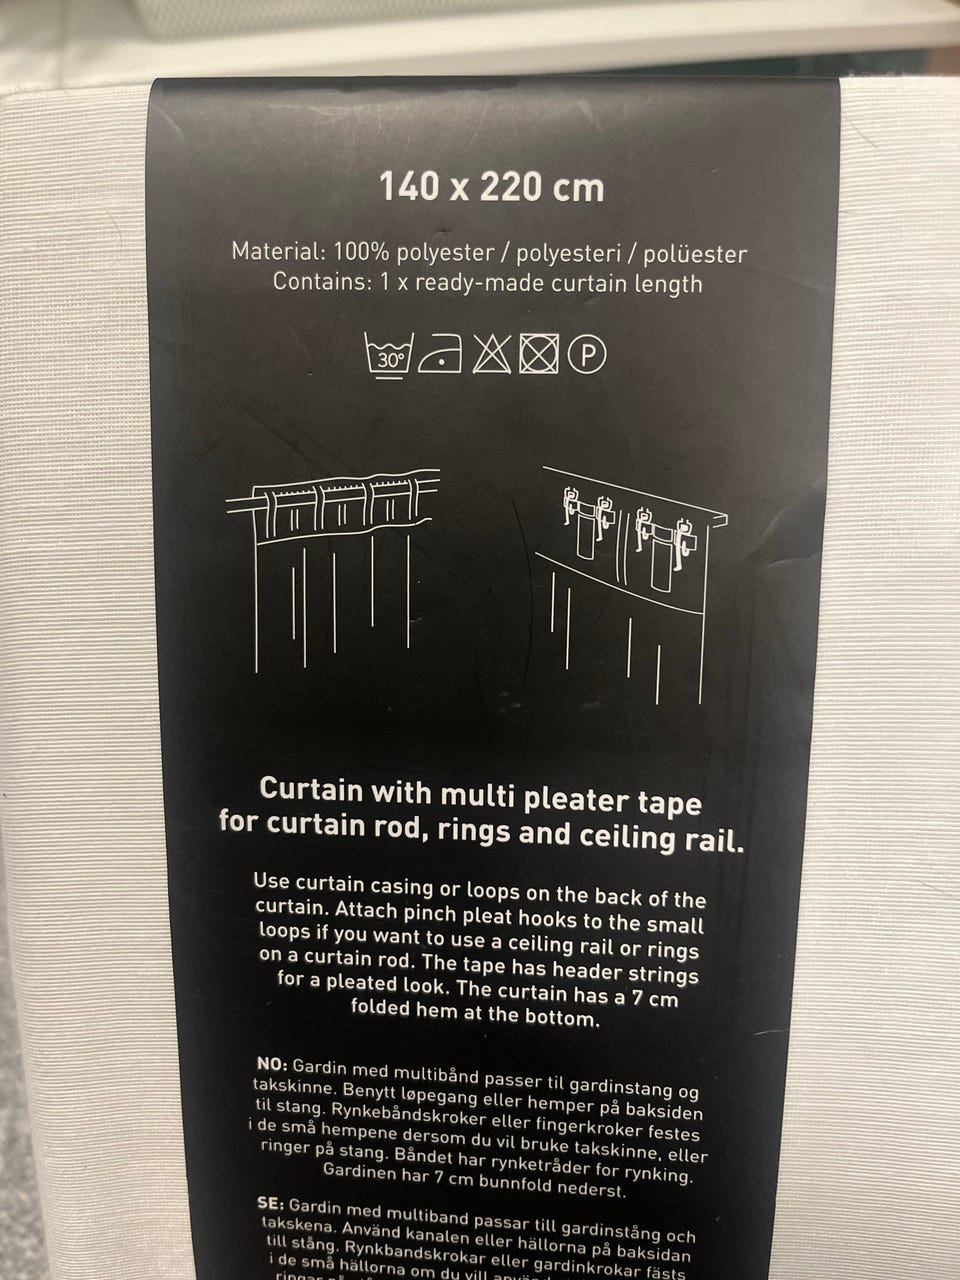 140 x 220 cm
Material: 100% polyester / polyesteri / polüester
Contains: 1 x ready-made curtain length
30°
P
Curtain with multi pleater tape
for curtain rod, rings and ceiling rail.
Use curtain casing or loops on the back of the
curtain. Attach pinch pleat hooks to the small
loops if you want to use a ceiling rail or rings
on a curtain rod. The tape has header strings
for a pleated look. The curtain has a 7 cm
folded hem at the bottom.
NO: Gardin med multibånd passer til gardinstang og
takskinne. Benytt løpegang eller hemper på baksiden
til stang. Rynkebåndskroker eller fingerkroker festes
i de små hempene dersom du vil bruke takskinne, eller
ringer på stang. Båndet har rynketråder for rynking.
Gardinen har 7 cm bunnfold nederst.
SE: Gardin med multiband passar till gardinstång och
takskena. Använd kanalen eller hällorna på baksidan
till stång. Rynkbandskrokar eller gardinkrokar fästs
i de små hällorna om du vill